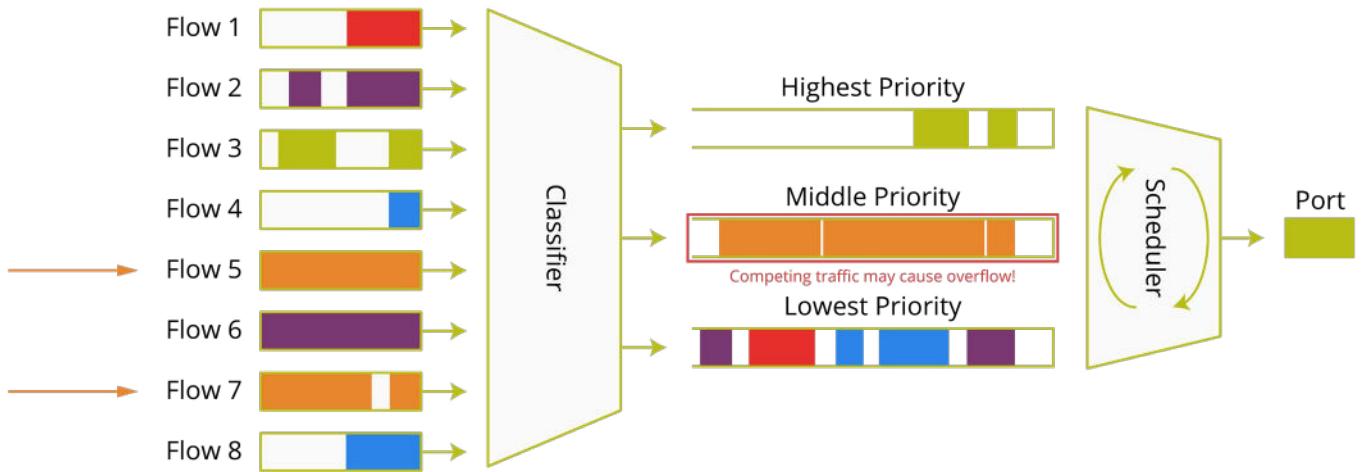 Flow 1
Flow 2
Flow 3
Flow 4
Flow 5
Flow 6
Flow 7
Flow 8
Classifier
Highest Priority
Middle Priority
Competing traffic may cause overflow!
Lowest Priority
Scheduler
Port